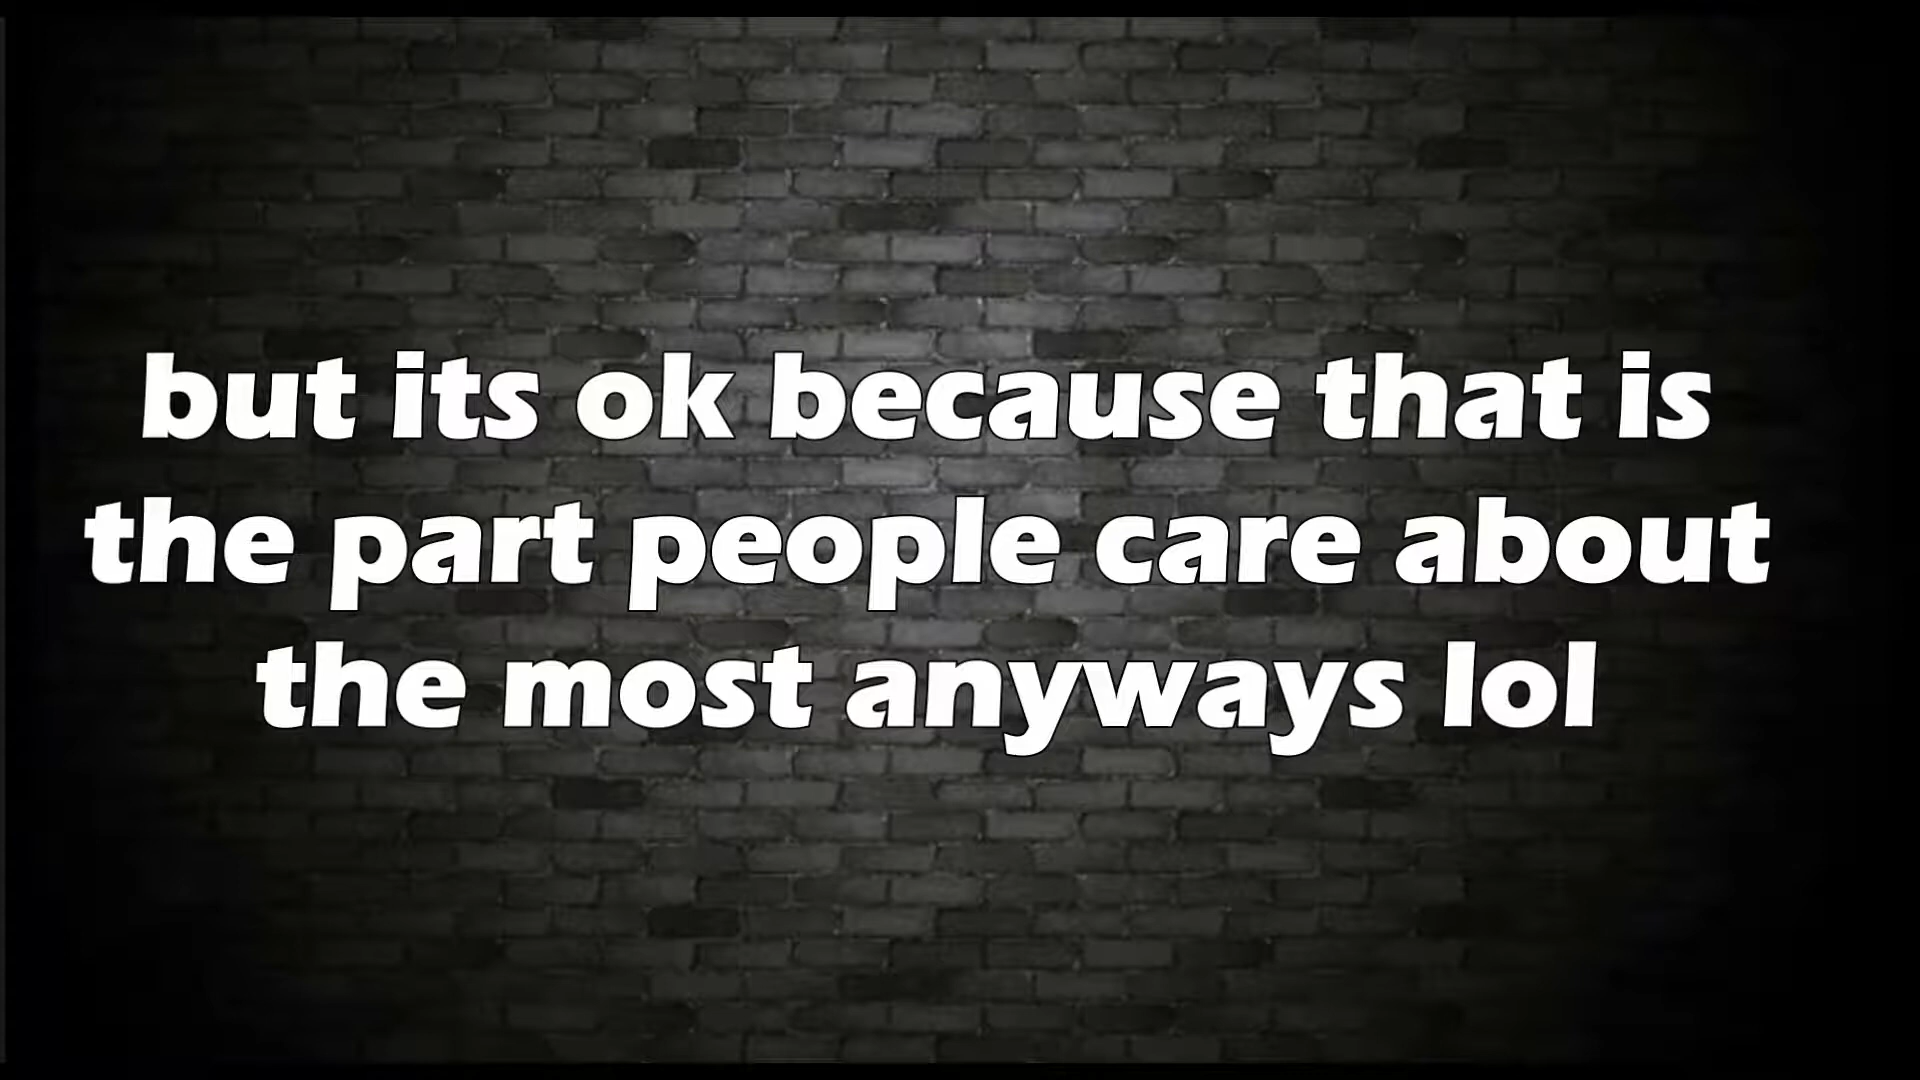 but its ok because that is
the part people care about
the most anyways lol